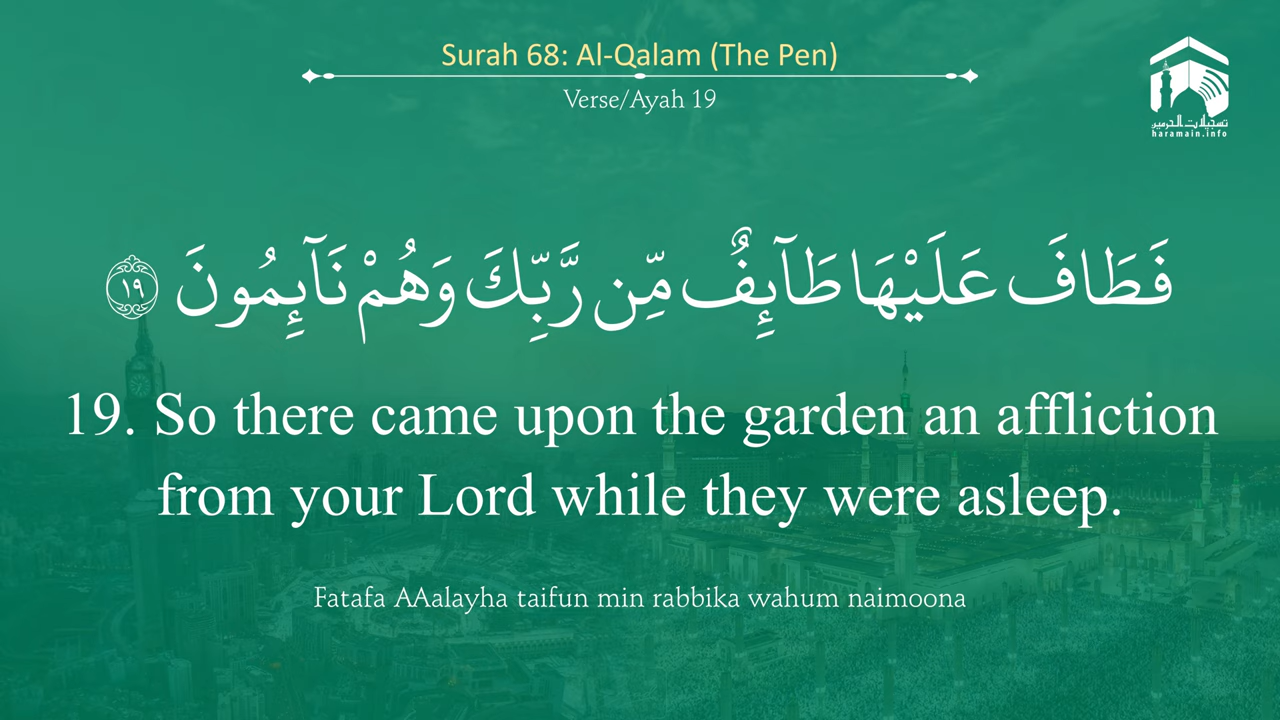 Surah 68: Al-Qalam (The Pen)
Verse/Ayah 19
تسجيلات الحرمين
haramain.info
فَطَافَ عَلَيْهَا طَآئِفٌ مِّن رَّبِّكَ وَهُمْ نَآئِمُونَ ١٩
19. So there came upon the garden an affliction
from your Lord while they were asleep.
Fatafa AAalayha taifun min rabbika wahum naimoona